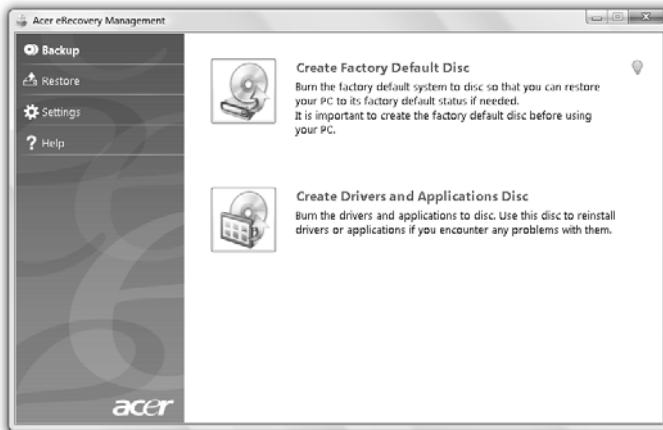 Acer eRecovery Management
Backup
Restore
Settings
? Help
Create Factory Default Disc
Burn the factory default system to disc so that you can restore
your PC to its factory default status if needed.
It is important to create the factory default disc before using
your PC.
Create Drivers and Applications Disc
Burn the drivers and applications to disc. Use this disc to reinstall
drivers or applications if you encounter any problems with them.
acer